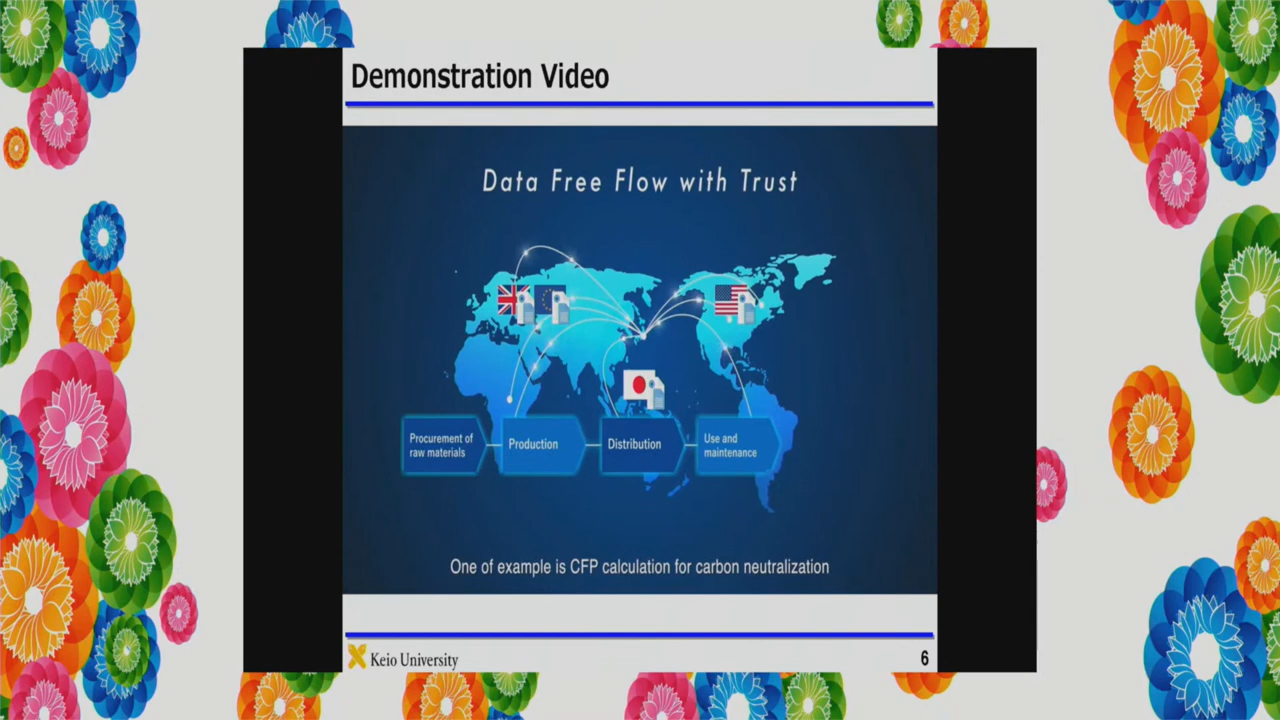 Demonstration Video
Data Free Flow with Trust
Procurement of
raw materials
Production
Distribution
Use and
maintenance
One of example is CFP calculation for carbon neutralization
Keio University
6